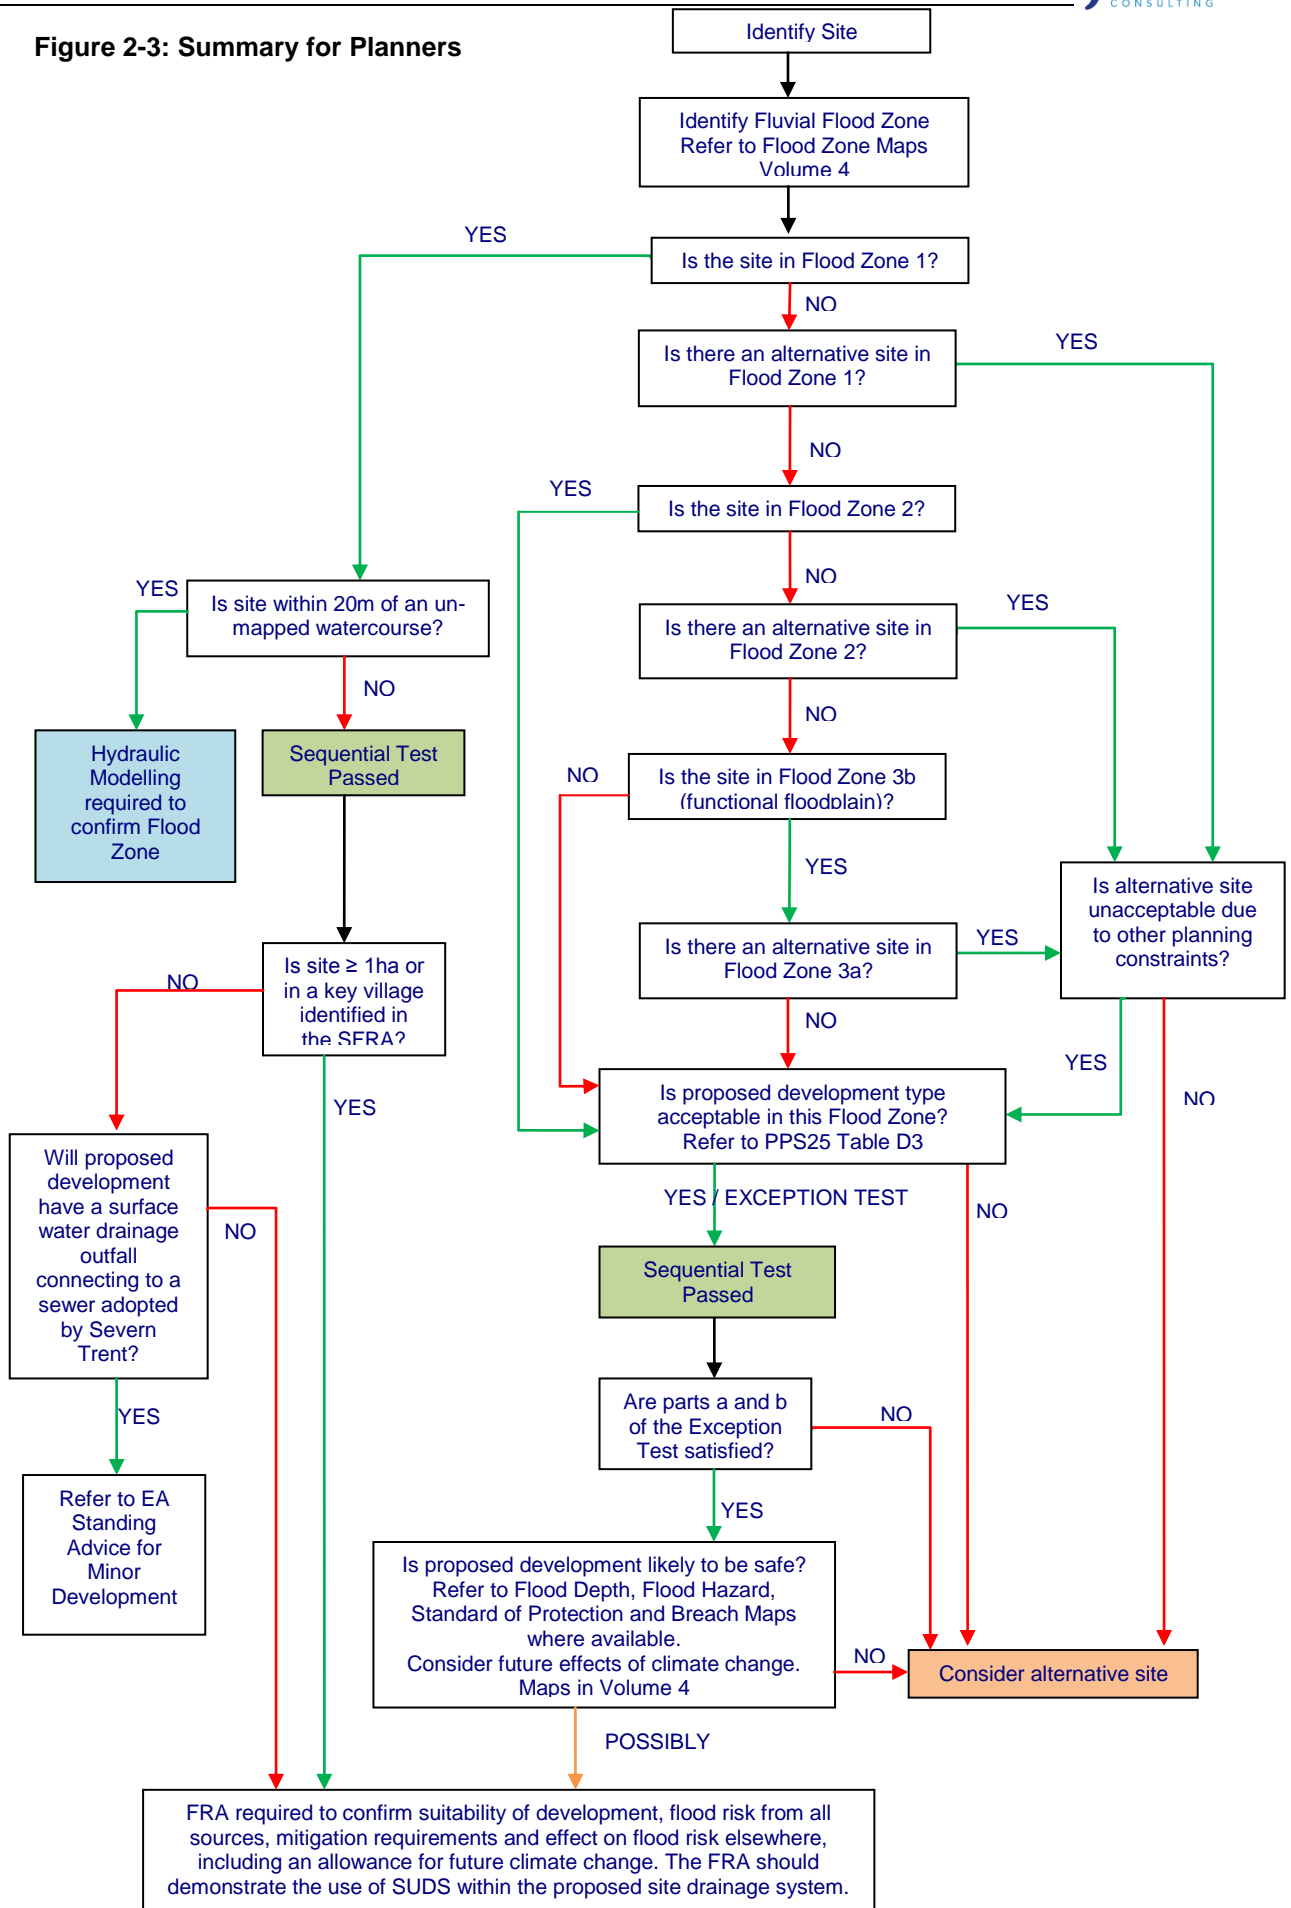 CONSULTING
Figure 2-3: Summary for Planners
Identify Site
Identify Fluvial Flood Zone
Refer to Flood Zone Maps
Volume 4
YES
Is the site in Flood Zone 1?
NO
Is there an alternative site in
Flood Zone 1?
YES
NO
YES
Is the site in Flood Zone 2?
NO
YES
Is site within 20m of an un-
mapped watercourse?
Is there an alternative site in
Flood Zone 2?
YES
NO
NO
Hydraulic
Modelling
required to
confirm Flood
Zone
Sequential Test
Passed
NO
Is the site in Flood Zone 3b
(functional floodplain)?
YES
Is alternative site
unacceptable due
to other planning
constraints?
Is there an alternative site in
Flood Zone 3a?
YES
NO
Is site ≥ 1ha or
in a key village
identified in
the SFRA?
NO
YES
NO
YES
Is proposed development type
acceptable in this Flood Zone?
Refer to PPS25 Table D3
Will proposed
development
have a surface
water drainage
outfall
connecting to a
sewer adopted
by Severn
Trent?
NO
YES / EXCEPTION TEST
NO
Sequential Test
Passed
YES
Are parts a and b
of the Exception
Test satisfied?
NO
Refer to EA
Standing
Advice for
Minor
Development
YES
Is proposed development likely to be safe?
Refer to Flood Depth, Flood Hazard,
Standard of Protection and Breach Maps
where available.
Consider future effects of climate change.
Maps in Volume 4
NO
Consider alternative site
POSSIBLY
FRA required to confirm suitability of development, flood risk from all
sources, mitigation requirements and effect on flood risk elsewhere,
including an allowance for future climate change. The FRA should
demonstrate the use of SUDS within the proposed site drainage system.